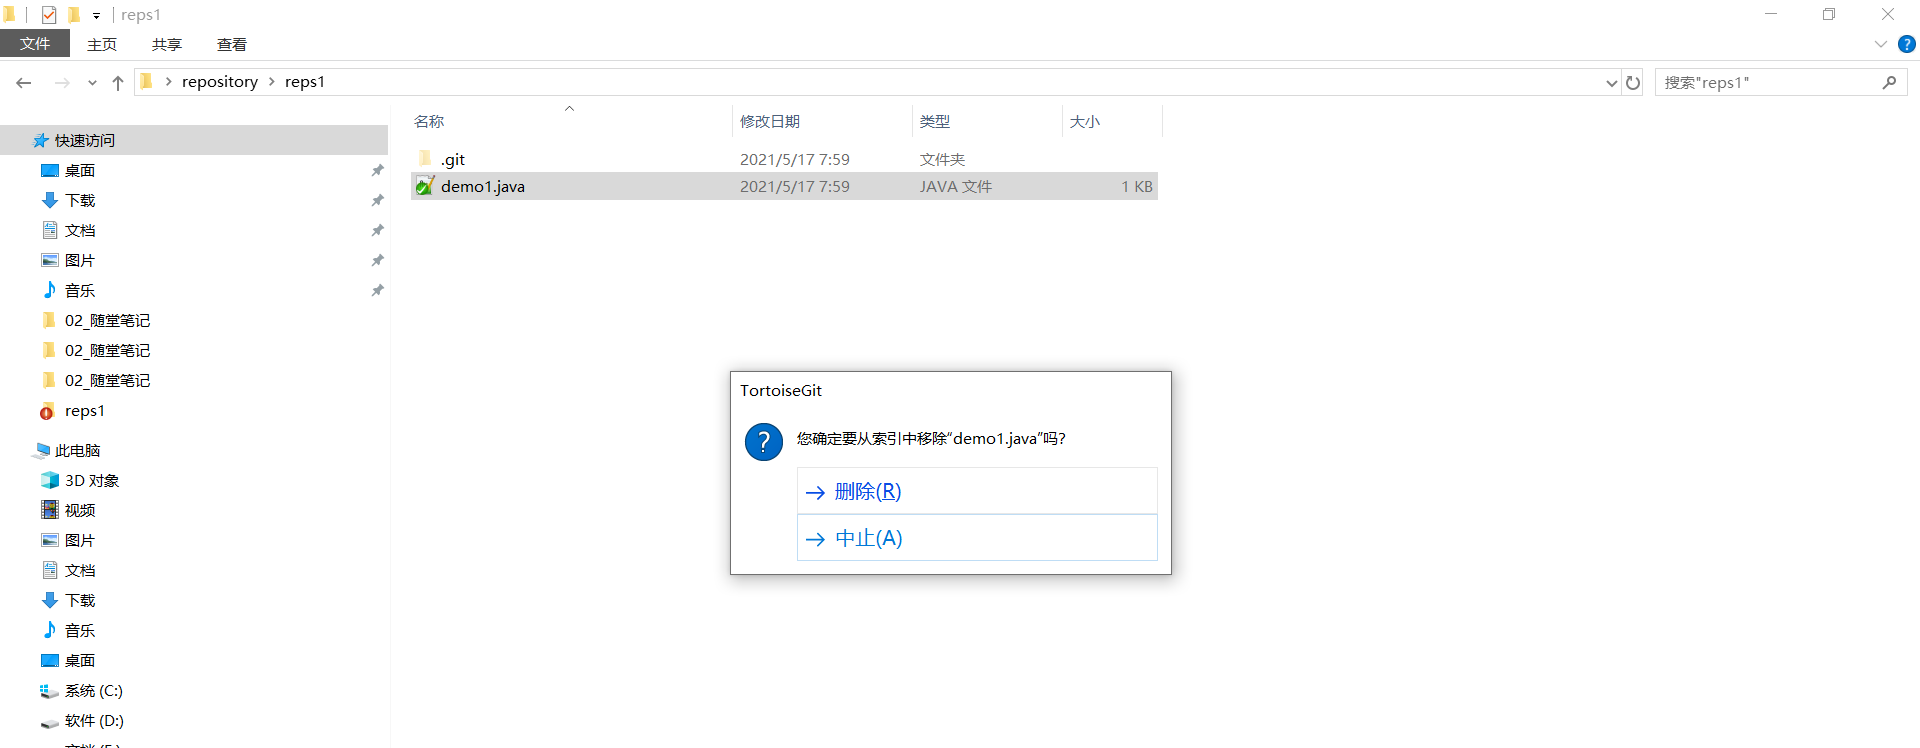 reps1
文件 主页 共享 查看
repository reps1
搜索"reps1"
名称 修改日期 类型 大小
.git 2021/5/17 7:59 文件夹
demo1.java 2021/5/17 7:59 JAVA 文件 1 KB
快速访问
桌面
下载
文档
图片
音乐
02_随堂笔记
02_随堂笔记
02_随堂笔记
reps1
此电脑
3D 对象
视频
图片
文档
下载
音乐
桌面
系统 (C:)
软件 (D:)
TortoiseGit
您确定要从索引中移除“demo1.java”吗?
删除(R)
中止(A)